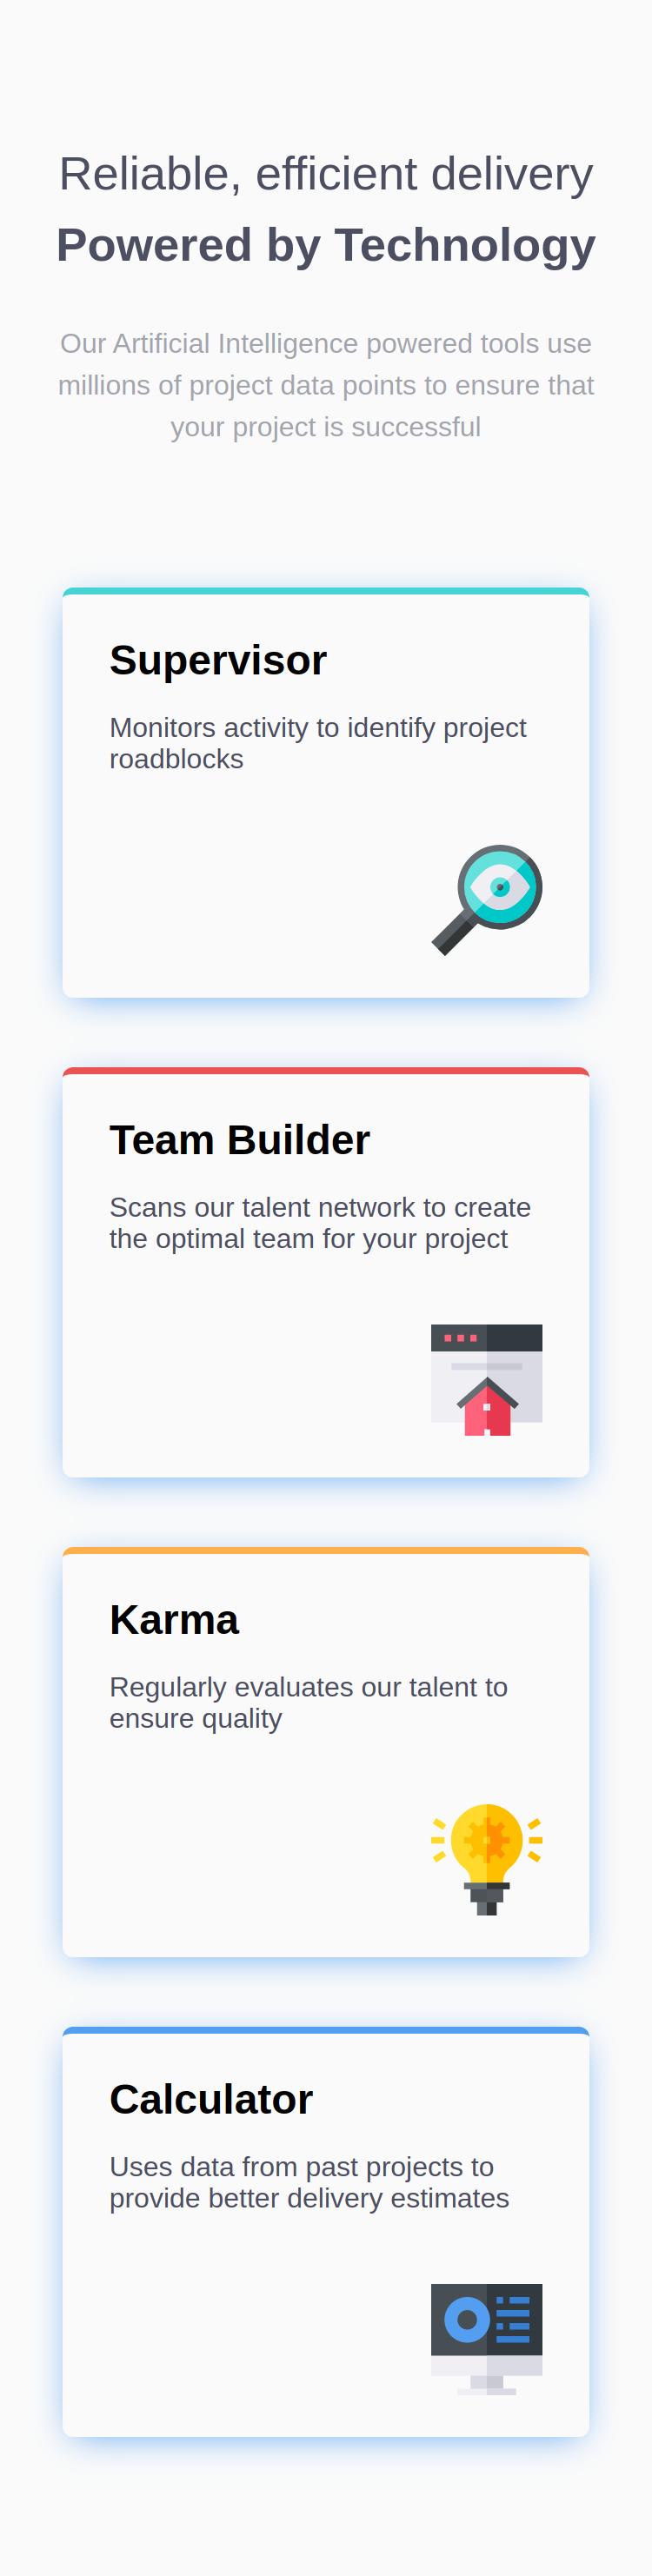 Reliable, efficient delivery
Powered by Technology
Our Artificial Intelligence powered tools use
millions of project data points to ensure that
your project is successful
Supervisor
Monitors activity to identify project
roadblocks
Team Builder
Scans our talent network to create
the optimal team for your project
Karma
Regularly evaluates our talent to
ensure quality
Calculator
Uses data from past projects to
provide better delivery estimates